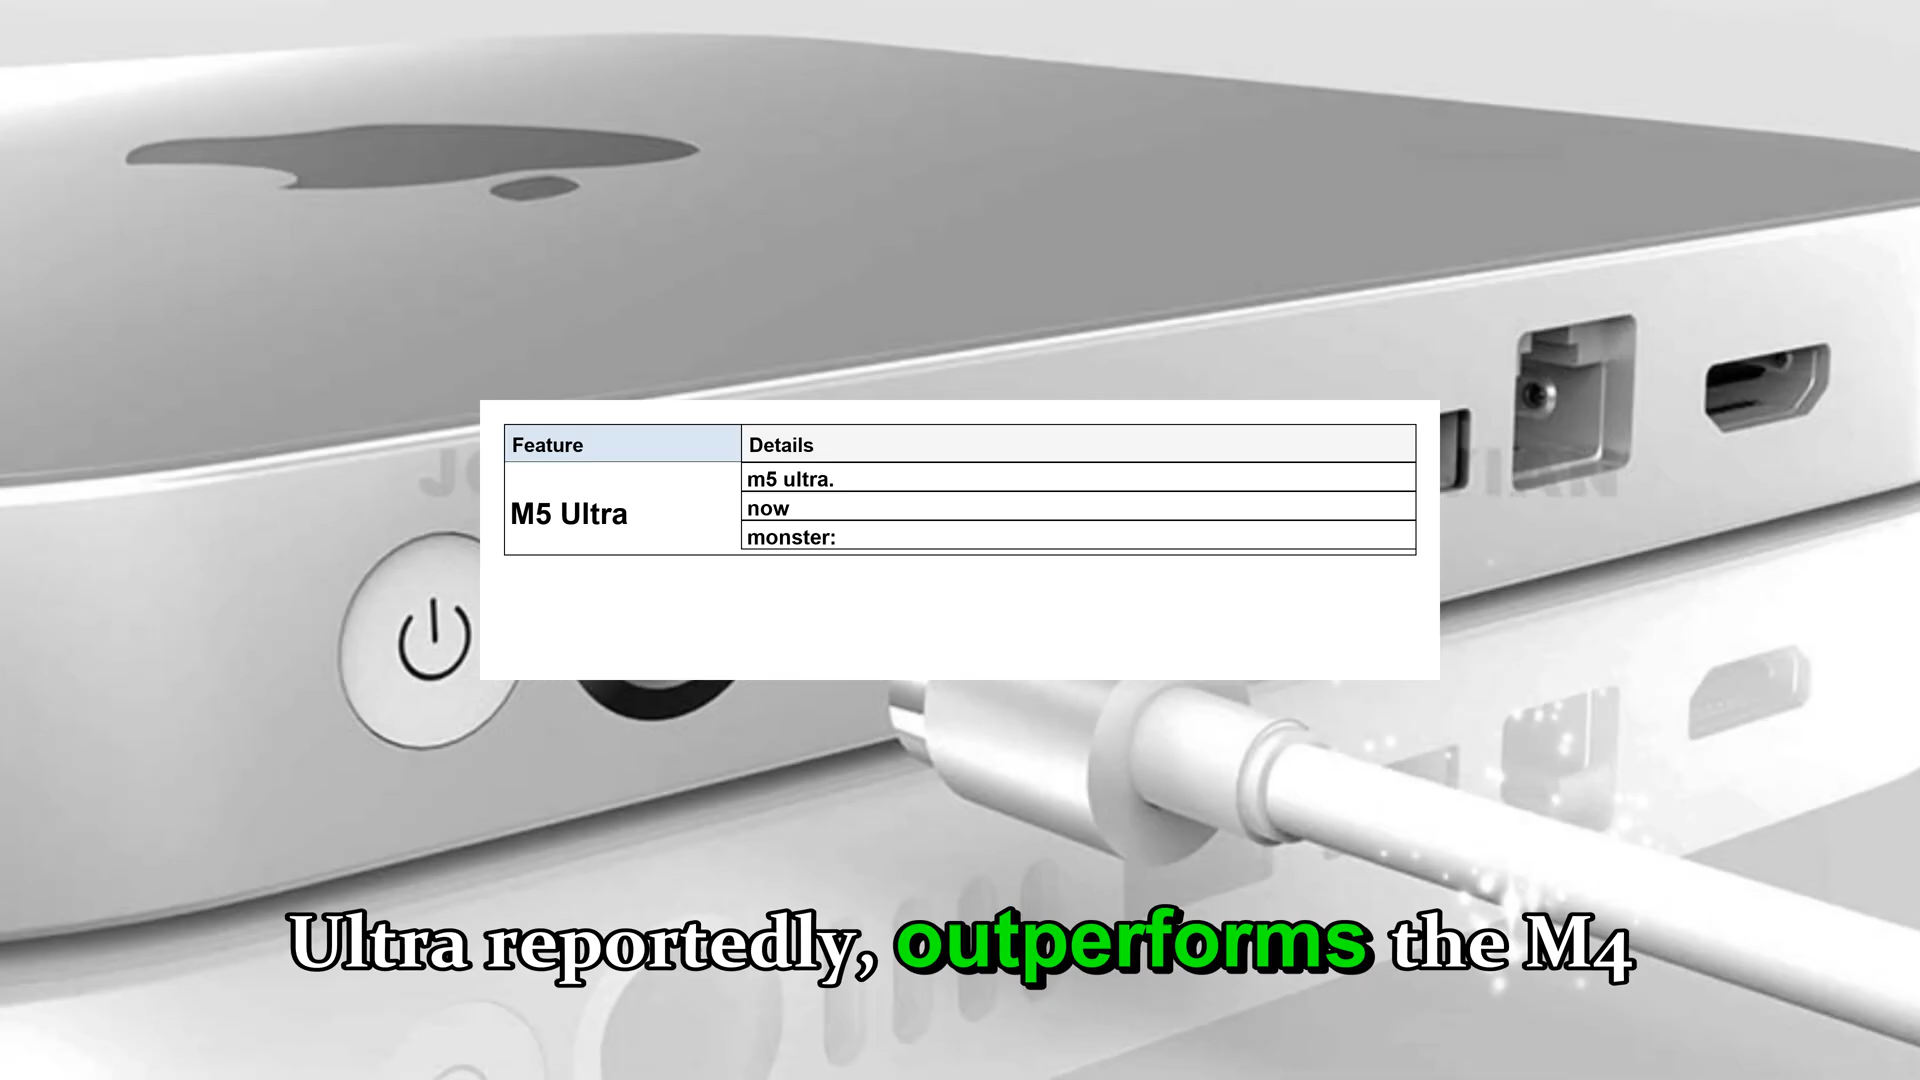 Feature
Details
M5 Ultra
m5 ultra.
now
monster:
Ultra reportedly, outperforms the M4